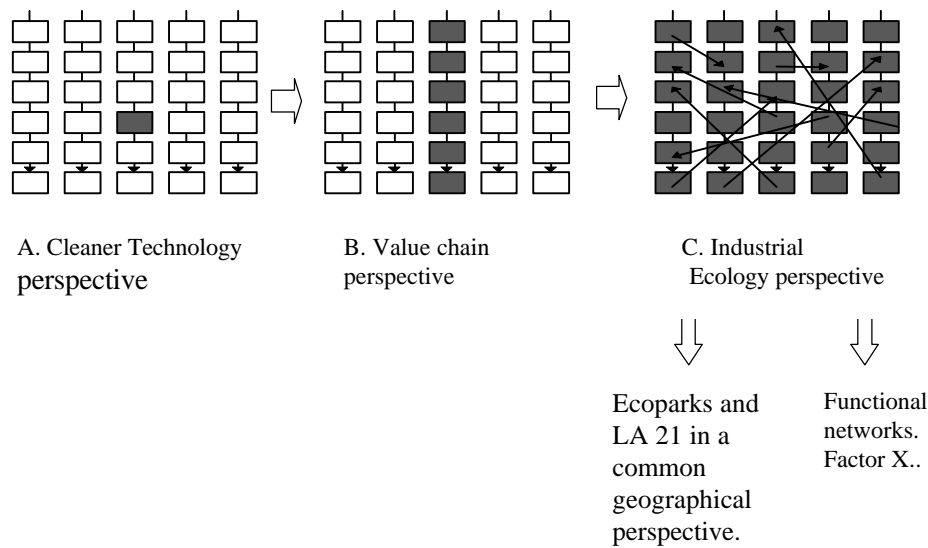 A. Cleaner Technology
perspective
B. Value chain
perspective
C. Industrial
Ecology perspective
Ecoparks and
LA 21 in a
common
geographical
perspective.
Functional
networks.
Factor X..